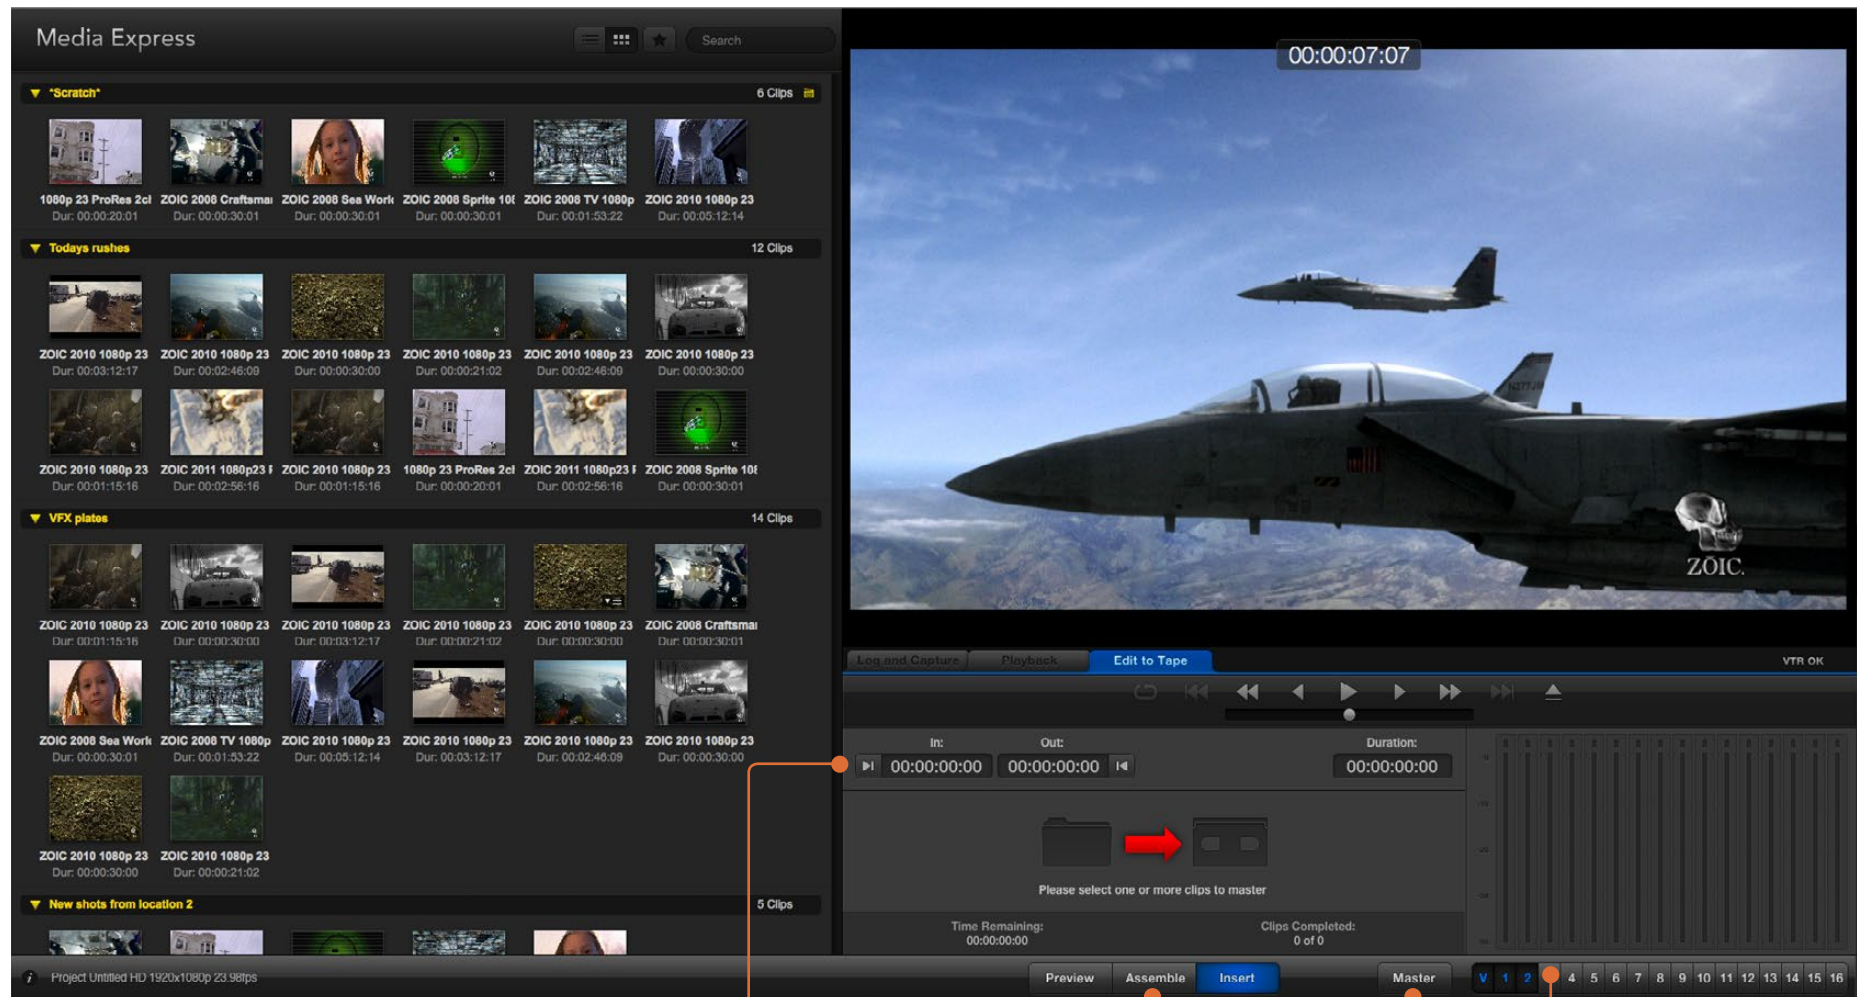 Media Express
Search
*Scratch*
6 Clips
1080p 23 ProRes 2cl ZOIC 2008 Craftsmar ZOIC 2008 Sea Work ZOIC 2008 Sprite 108 ZOIC 2008 TV 1080p ZOIC 2010 1080p 23
Dur: 00:00:20:01 Dur: 00:00:30:01 Dur: 00:00:30:01 Dur: 00:00:30:01 Dur: 00:01:53:22 Dur: 00:05:12:14
Todays rushes
12 Clips
ZOIC 2010 1080p 23 ZOIC 2010 1080p 23 ZOIC 2010 1080p 23 ZOIC 2010 1080p 23 ZOIC 2010 1080p 23 ZOIC 2010 1080p 23
Dur: 00:03:12:17 Dur: 00:02:46:09 Dur: 00:00:30:00 Dur: 00:00:21:02 Dur: 00:02:46:09 Dur: 00:00:30:00
ZOIC 2010 1080p 23 ZOIC 2011 1080p23 F ZOIC 2010 1080p 23 1080p 23 ProRes 2cl ZOIC 2011 1080p23 F ZOIC 2008 Sprite 108
Dur: 00:01:15:16 Dur: 00:02:56:16 Dur: 00:01:15:16 Dur: 00:00:20:01 Dur: 00:02:56:16 Dur: 00:00:30:01
VFX plates
14 Clips
ZOIC 2010 1080p 23 ZOIC 2010 1080p 23 ZOIC 2010 1080p 23 ZOIC 2010 1080p 23 ZOIC 2010 1080p 23 ZOIC 2008 Craftsmar
Dur: 00:01:15:16 Dur: 00:00:30:00 Dur: 00:03:12:17 Dur: 00:00:21:02 Dur: 00:00:30:00 Dur: 00:00:30:01
ZOIC 2008 Sea Work ZOIC 2008 TV 1080p ZOIC 2010 1080p 23 ZOIC 2010 1080p 23 ZOIC 2010 1080p 23 ZOIC 2010 1080p 23
Dur: 00:00:30:01 Dur: 00:01:53:22 Dur: 00:05:12:14 Dur: 00:03:12:17 Dur: 00:02:46:09 Dur: 00:00:30:00
ZOIC 2010 1080p 23 ZOIC 2010 1080p 23
Dur: 00:00:30:00 Dur: 00:00:21:02
New shots from location 2
5 Clips
Project Untitled HD 1920x1080p 23.98fps
00:00:07:07
ZOIC.
Log and Capture Playback Edit to Tape
VTR OK
In: Out: Duration:
00:00:00:00 00:00:00:00 00:00:00:00
Please select one or more clips to master
Time Remaining: Clips Completed:
00:00:00:00 0 of 0
Preview Assemble Insert Master V 1 2 4 5 6 7 8 9 10 11 12 13 14 15 16